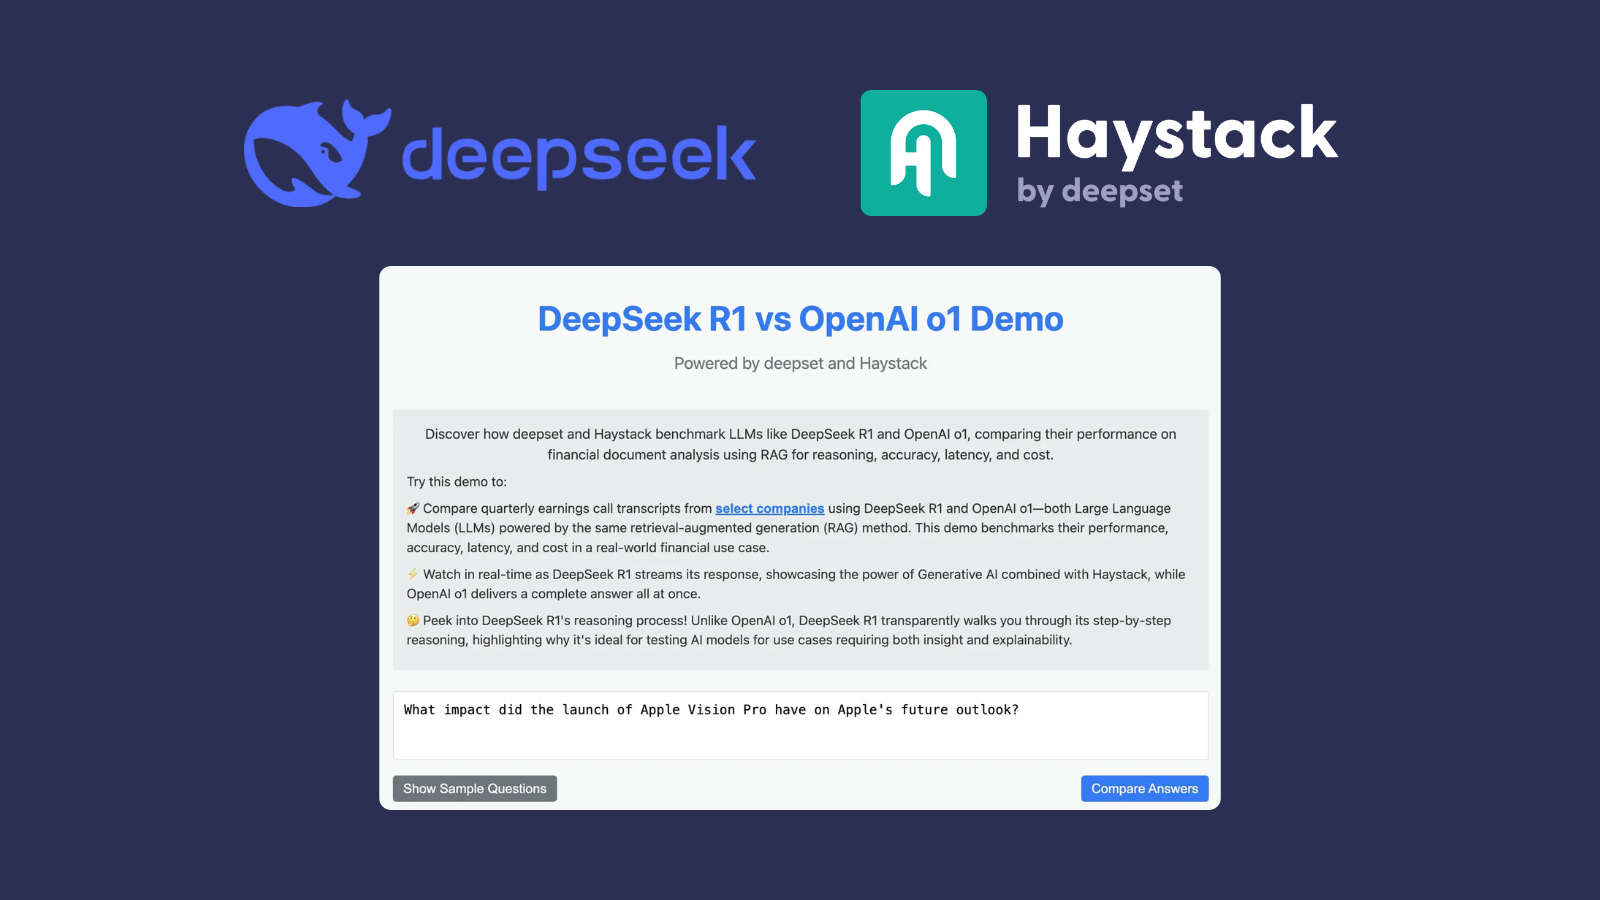 deepseek
Haystack
by deepset
DeepSeek R1 vs OpenAI o1 Demo
Powered by deepset and Haystack
Discover how deepset and Haystack benchmark LLMs like DeepSeek R1 and OpenAI o1, comparing their performance on
financial document analysis using RAG for reasoning, accuracy, latency, and cost.
Try this demo to:
🚀 Compare quarterly earnings call transcripts from select companies using DeepSeek R1 and OpenAI o1—both Large Language
Models (LLMs) powered by the same retrieval-augmented generation (RAG) method. This demo benchmarks their performance,
accuracy, latency, and cost in a real-world financial use case.
⚡ Watch in real-time as DeepSeek R1 streams its response, showcasing the power of Generative AI combined with Haystack, while
OpenAI o1 delivers a complete answer all at once.
🤔 Peek into DeepSeek R1's reasoning process! Unlike OpenAI o1, DeepSeek R1 transparently walks you through its step-by-step
reasoning, highlighting why it's ideal for testing AI models for use cases requiring both insight and explainability.
What impact did the launch of Apple Vision Pro have on Apple's future outlook?
Show Sample Questions
Compare Answers